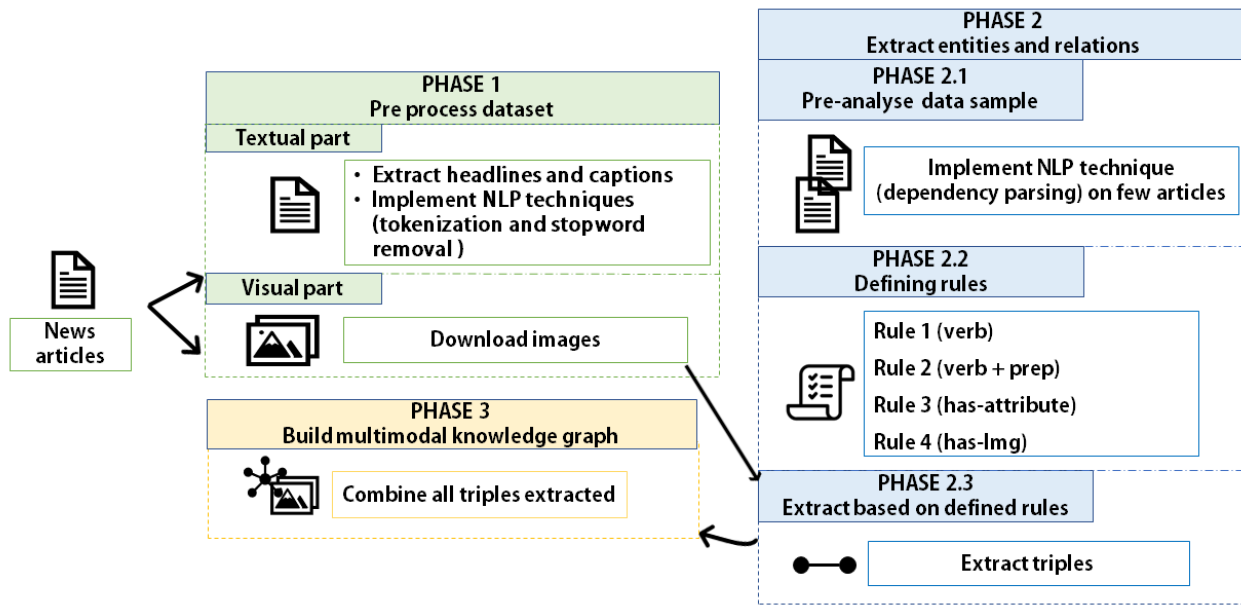 News
articles
PHASE 1
Pre process dataset
Textual part
• Extract headlines and captions
• Implement NLP techniques
(tokenization and stopword
removal )
Visual part
Download images
PHASE 3
Build multimodal knowledge graph
Combine all triples extracted
PHASE 2
Extract entities and relations
PHASE 2.1
Pre-analyse data sample
Implement NLP technique
(dependency parsing) on few articles
PHASE 2.2
Defining rules
Rule 1 (verb)
Rule 2 (verb + prep)
Rule 3 (has-attribute)
Rule 4 (has-Img)
PHASE 2.3
Extract based on defined rules
Extract triples